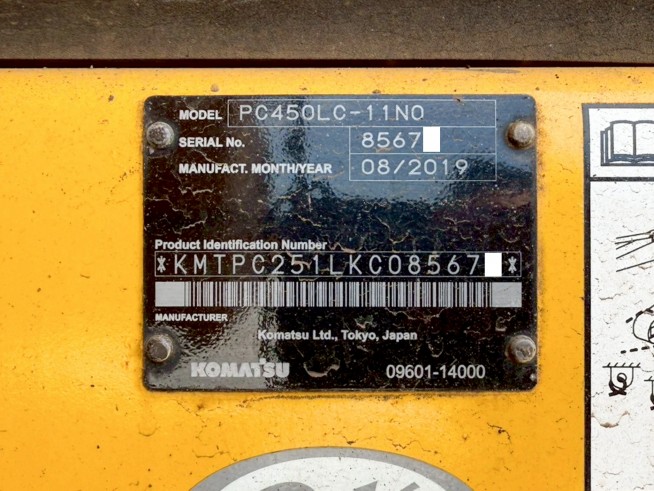 MODEL PC450LC-11N0
SERIAL No. 8567
MANUFACT. MONTH/YEAR 08/2019
Product Identification Number
*KMTPC251LKC08567 *
MANUFACTURER
Komatsu Ltd., Tokyo, Japan
KOMATSU 09601-14000